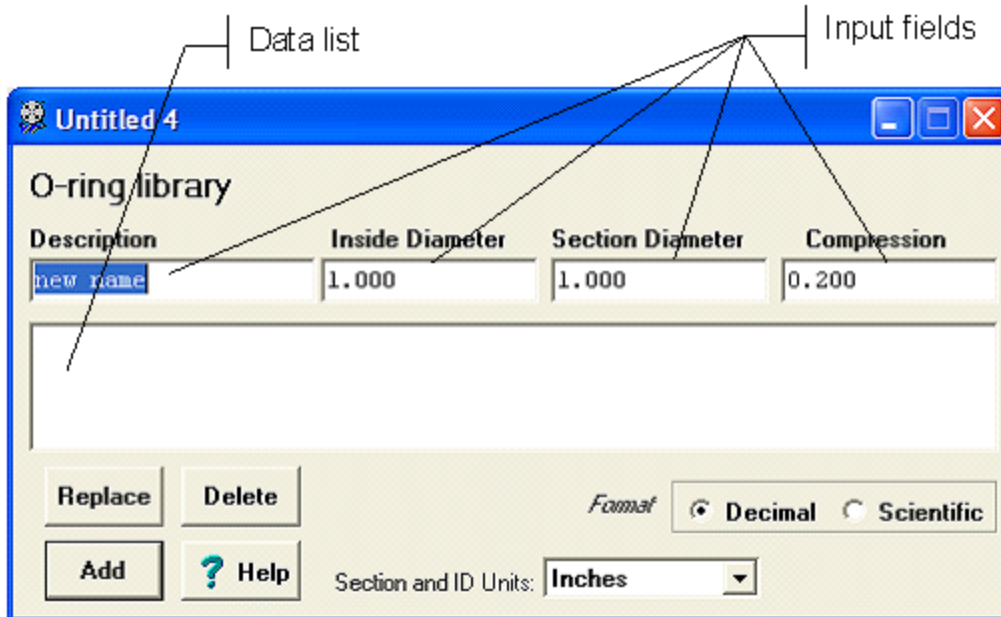 Data list
Input fields
Untitled 4
O-ring library
Description Inside Diameter Section Diameter Compression
new name 1.000 1.000 0.200
Replace Delete
Format Decimal Scientific
Add ? Help
Section and ID Units: Inches